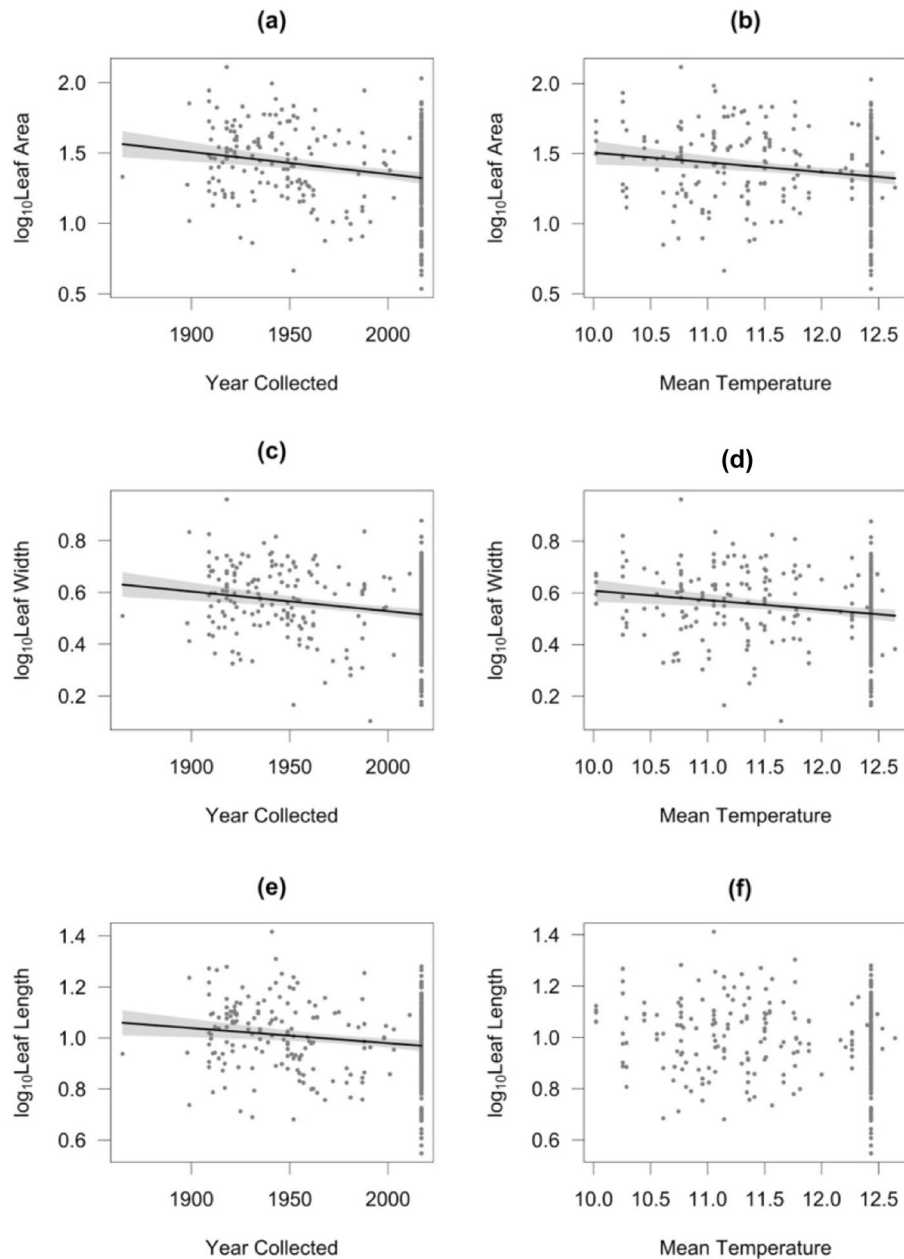 (a) (b)
2.0 2.0
1.5 1.5
1.0 1.0
0.5 0.5
log₁₀Leaf Area log₁₀Leaf Area
1900 1950 2000 10.0 10.5 11.0 11.5 12.0 12.5
Year Collected Mean Temperature
(c) (d)
0.8 0.8
0.6 0.6
0.4 0.4
0.2 0.2
log₁₀Leaf Width log₁₀Leaf Width
1900 1950 2000 10.0 10.5 11.0 11.5 12.0 12.5
Year Collected Mean Temperature
(e) (f)
1.4 1.4
1.2 1.2
1.0 1.0
0.8 0.8
0.6 0.6
log₁₀Leaf Length log₁₀Leaf Length
1900 1950 2000 10.0 10.5 11.0 11.5 12.0 12.5
Year Collected Mean Temperature